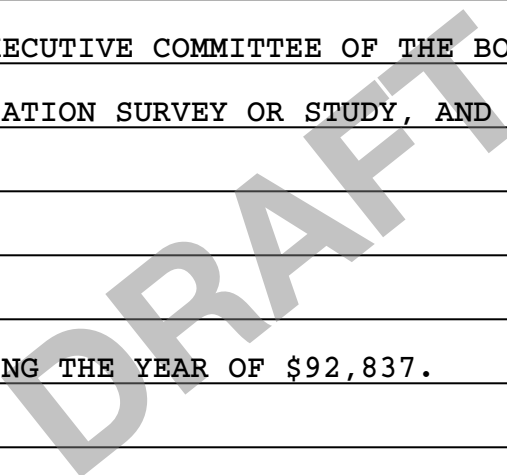 ECUTIVE COMMITTEE OF THE BO
ATION SURVEY OR STUDY, AND
NG THE YEAR OF $92,837.
DRAFT